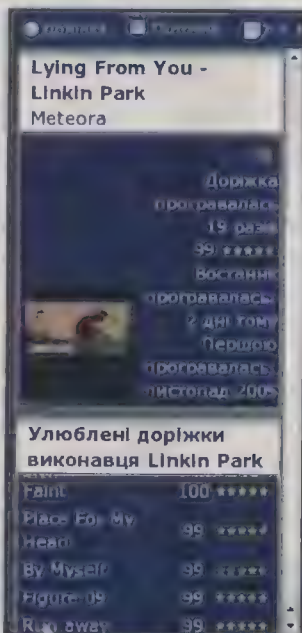 Lying From You -
Linkin Park
Meteora
Доріжка
програвалась
19 разів
99 *****
Востаннє
програвалась:
2 дні тому
Першою
програвалась:
листопад 2005
Улюблені доріжки
виконавця Linkin Park
Faint 100 *****
Place For My
Head 99 *****
By Myself 99 *****
Figure.09 99 *****
Run away 99 *****